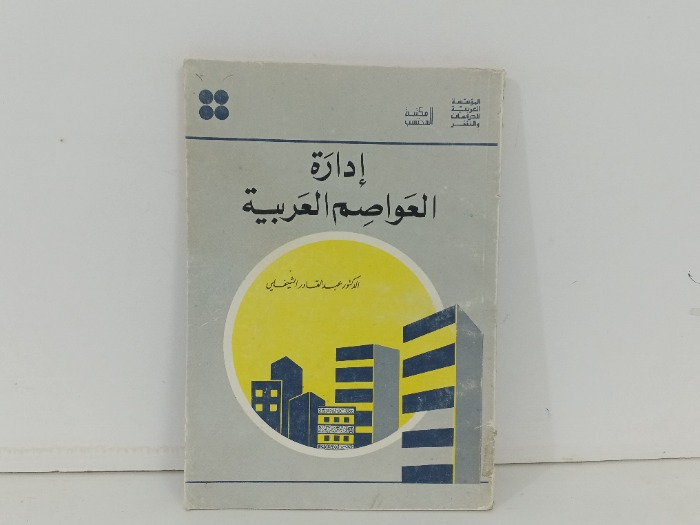 المؤسسة
العربية
للدراسات
والنشر
مكتبة
المحتسب
إدارة
العواصم العربية
الدكتور عبد القادر الشيخلي